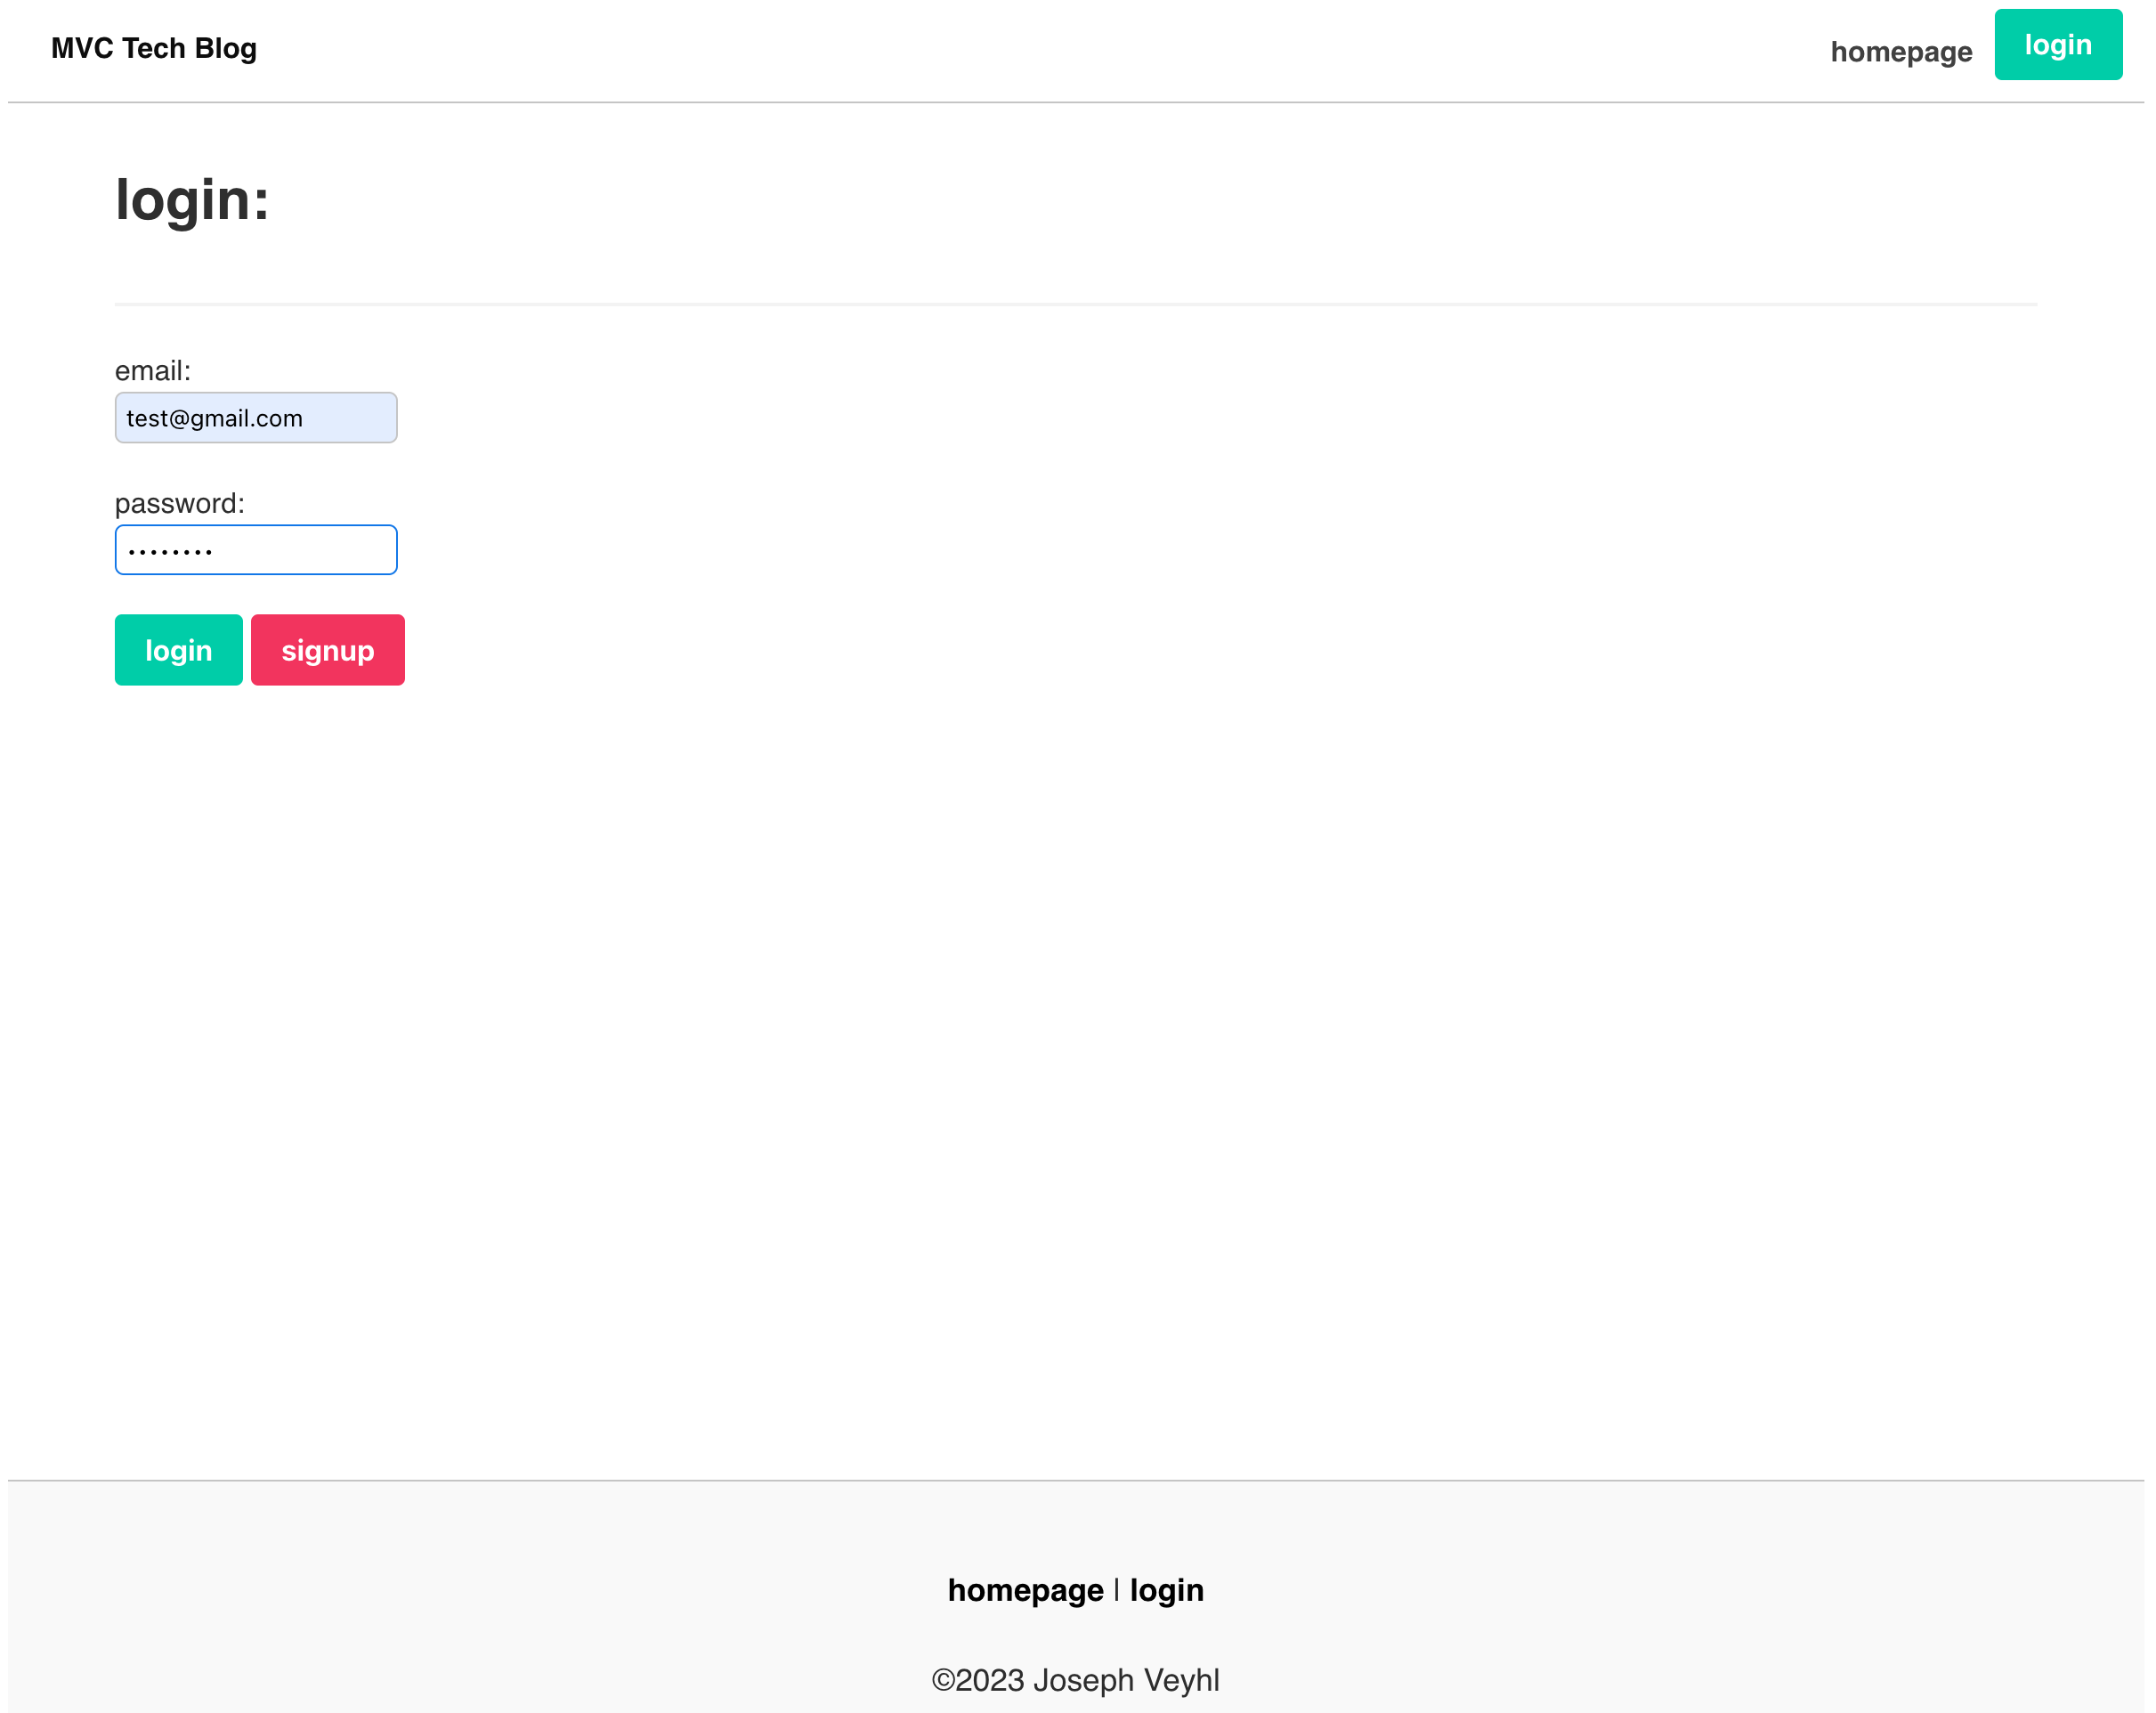 MVC Tech Blog
homepage login
login:
email:
test@gmail.com
password:
••••••••
login signup
homepage | login
©2023 Joseph Veyhl